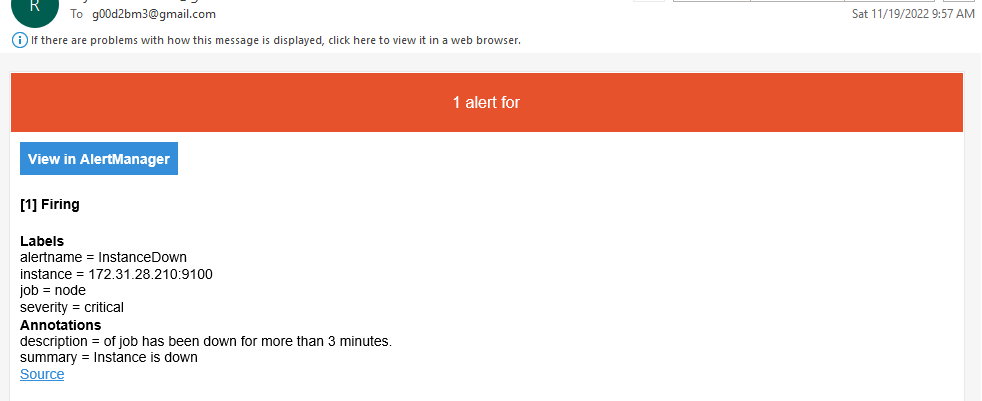 R
To g00d2bm3@gmail.com
Sat 11/19/2022 9:57 AM
If there are problems with how this message is displayed, click here to view it in a web browser.
1 alert for
View in AlertManager
[1] Firing
Labels
alertname = InstanceDown
instance = 172.31.28.210:9100
job = node
severity = critical
Annotations
description = of job has been down for more than 3 minutes.
summary = Instance is down
Source